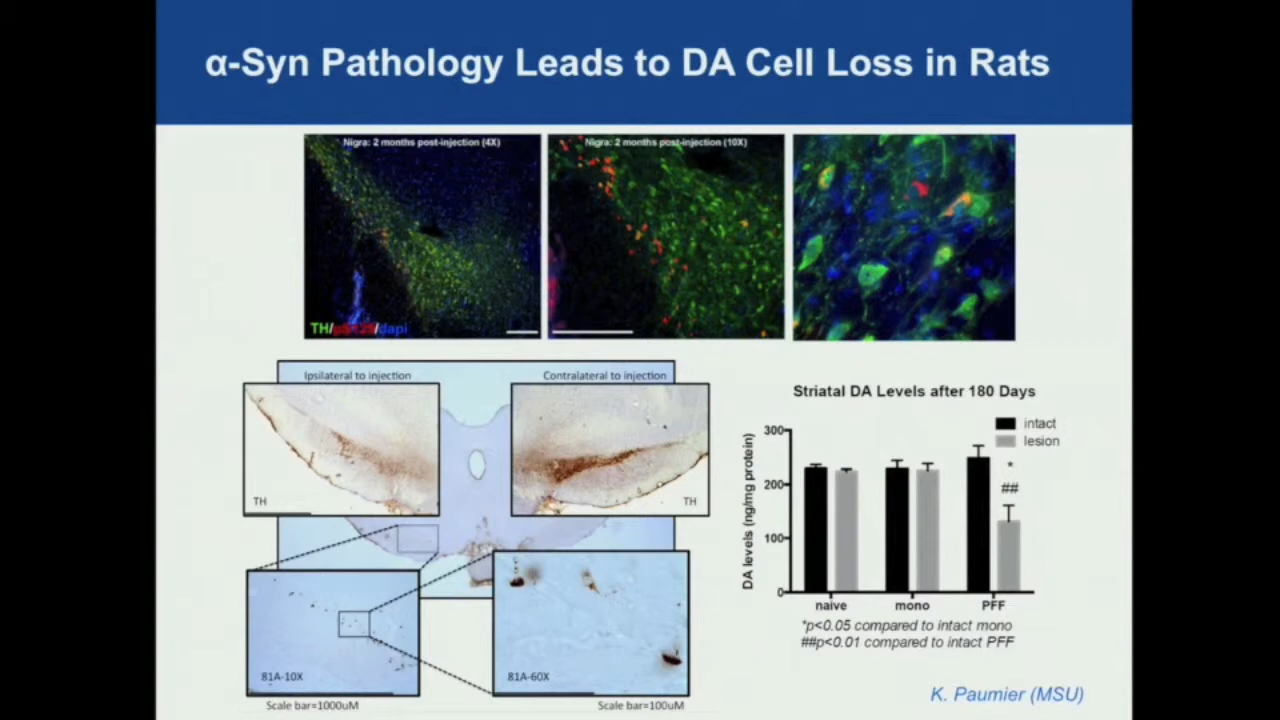 α-Syn Pathology Leads to DA Cell Loss in Rats
Nigra: 2 months post-injection (4X)
Nigra: 2 months post-injection (10X)
TH/pS129/dapi
Ipsilateral to injection
Contralateral to injection
TH
TH
81A-10X
81A-60X
Scale bar=1000uM
Scale bar=100uM
Striatal DA Levels after 180 Days
intact
lesion
DA levels (ng/mg protein)
300
200
100
0
*
##
naive
mono
PFF
*p<0.05 compared to intact mono
##p<0.01 compared to intact PFF
K. Paumier (MSU)